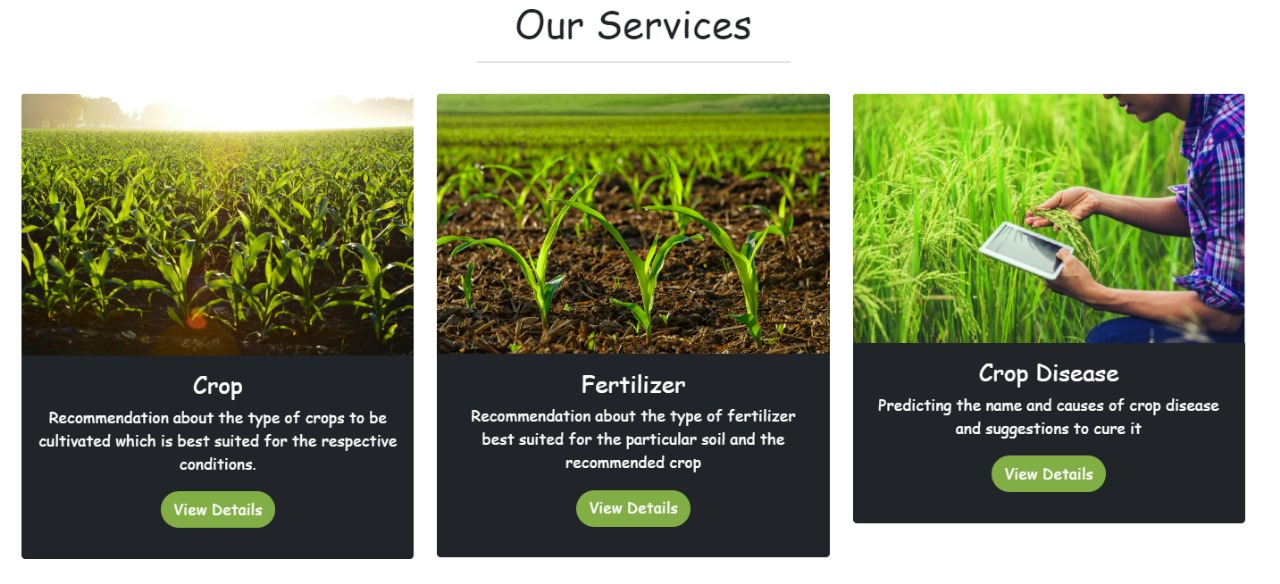 Our Services
Crop
Recommendation about the type of crops to be
cultivated which is best suited for the respective
conditions.
View Details
Fertilizer
Recommendation about the type of fertilizer
best suited for the particular soil and the
recommended crop
View Details
Crop Disease
Predicting the name and causes of crop disease
and suggestions to cure it
View Details